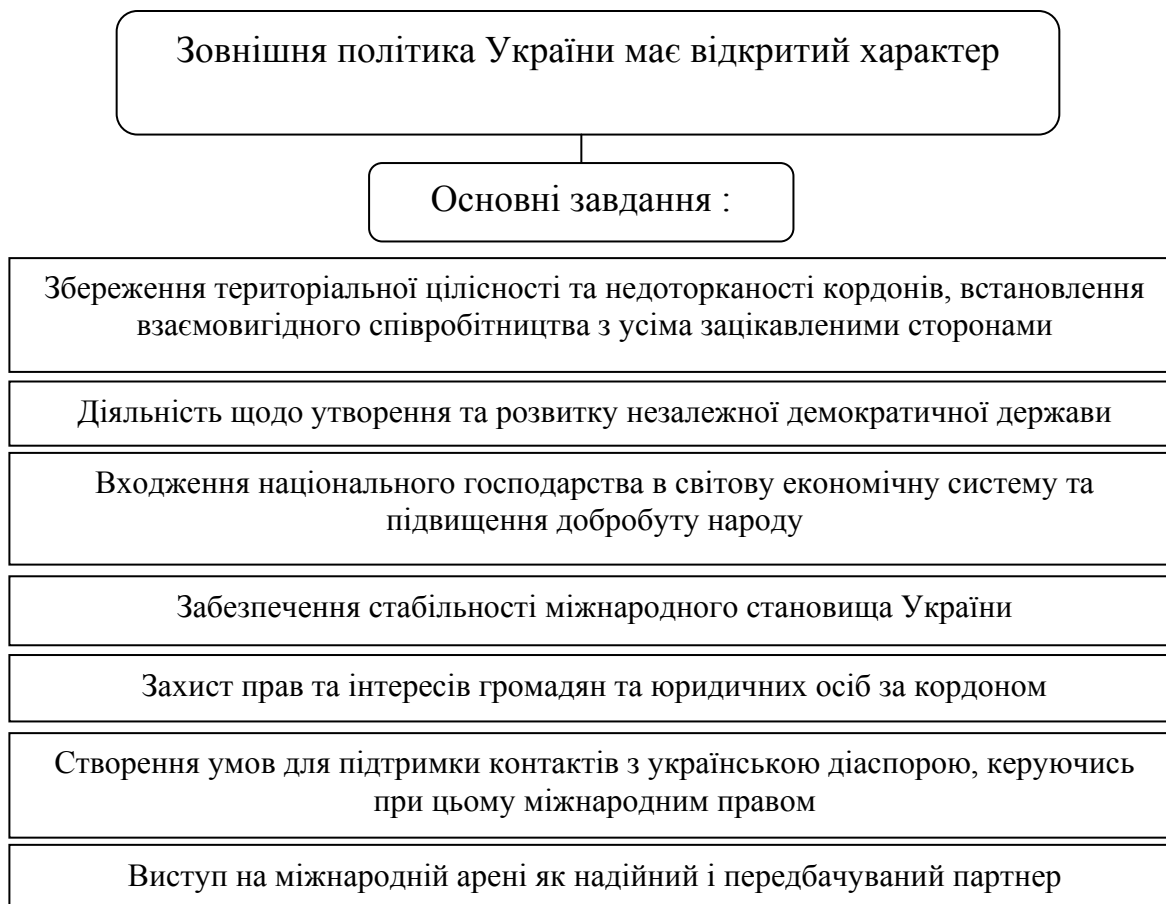 Зовнішня політика України має відкритий характер
Основні завдання :
Збереження територіальної цілісності та недоторканості кордонів, встановлення
взаємовигідного співробітництва з усіма зацікавленими сторонами
Діяльність щодо утворення та розвитку незалежної демократичної держави
Входження національного господарства в світову економічну систему та
підвищення добробуту народу
Забезпечення стабільності міжнародного становища України
Захист прав та інтересів громадян та юридичних осіб за кордоном
Створення умов для підтримки контактів з українською діаспорою, керуючись
при цьому міжнародним правом
Виступ на міжнародній арені як надійний і передбачуваний партнер